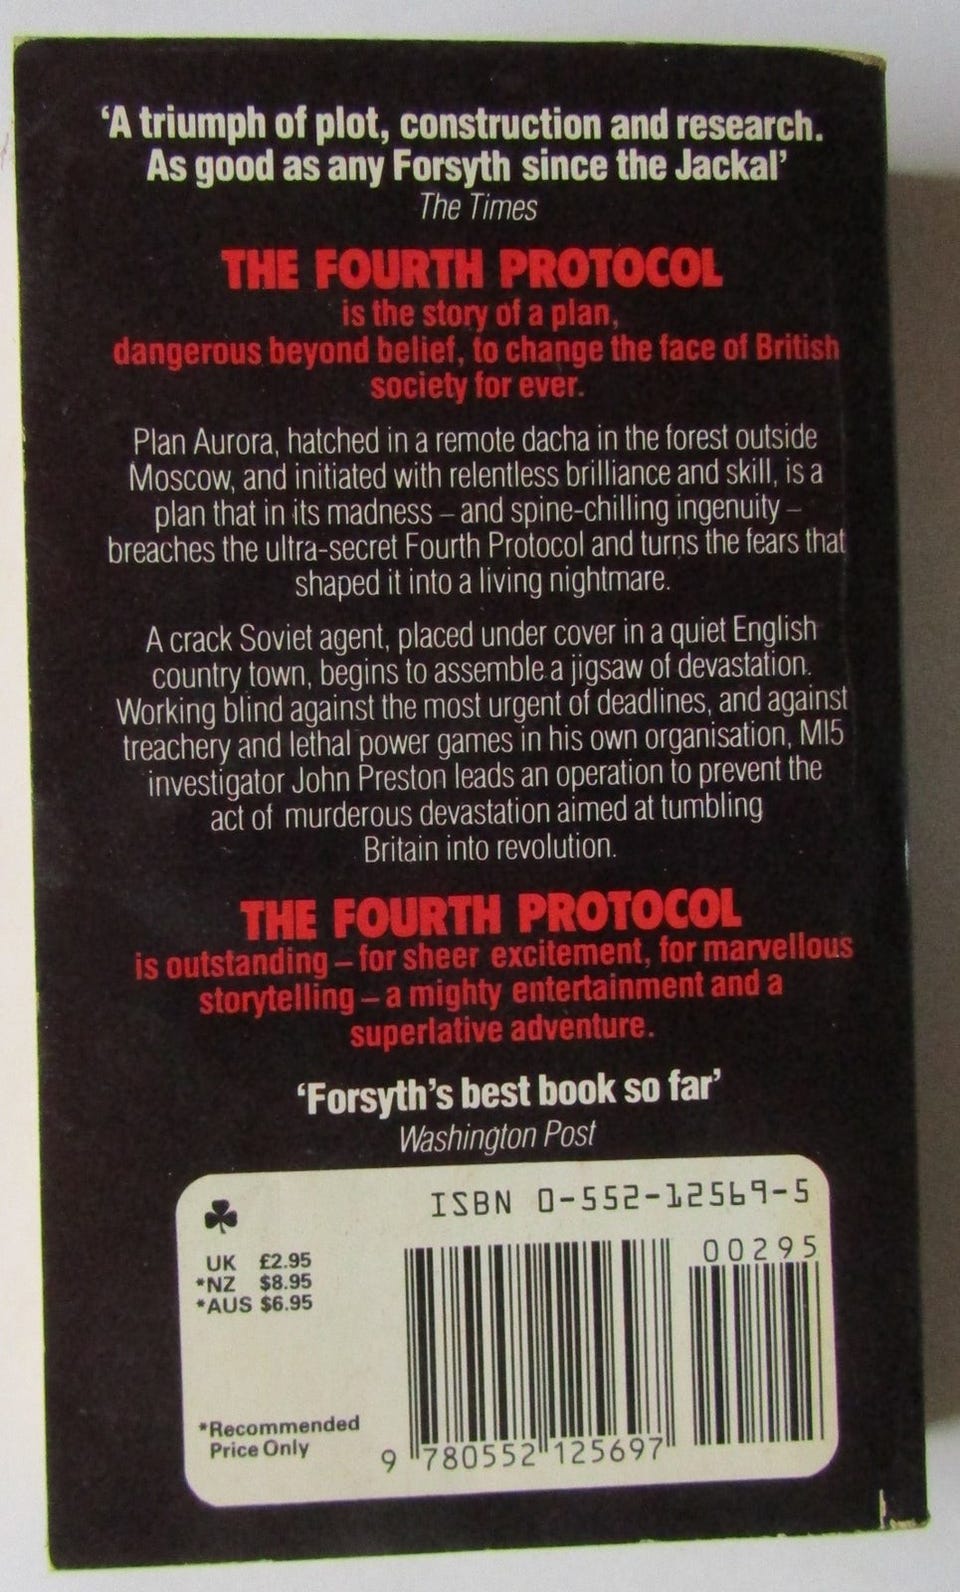 ‘A triumph of plot, construction and research.
As good as any Forsyth since the Jackal’
The Times
THE FOURTH PROTOCOL
is the story of a plan,
dangerous beyond belief, to change the face of British
society for ever.
Plan Aurora, hatched in a remote dacha in the forest outside
Moscow, and initiated with relentless brilliance and skill, is a
plan that in its madness – and spine-chilling ingenuity –
breaches the ultra-secret Fourth Protocol and turns the fears that
shaped it into a living nightmare.
A crack Soviet agent, placed under cover in a quiet English
country town, begins to assemble a jigsaw of devastation.
Working blind against the most urgent of deadlines, and against
treachery and lethal power games in his own organisation, MI5
investigator John Preston leads an operation to prevent the
act of murderous devastation aimed at tumbling
Britain into revolution.
THE FOURTH PROTOCOL
is outstanding – for sheer excitement, for marvellous
storytelling – a mighty entertainment and a
superlative adventure.
‘Forsyth’s best book so far’
Washington Post
ISBN 0-552-12569-5
00295
UK £2.95
*NZ $8.95
*AUS $6.95
*Recommended
Price Only
9 780552 125697